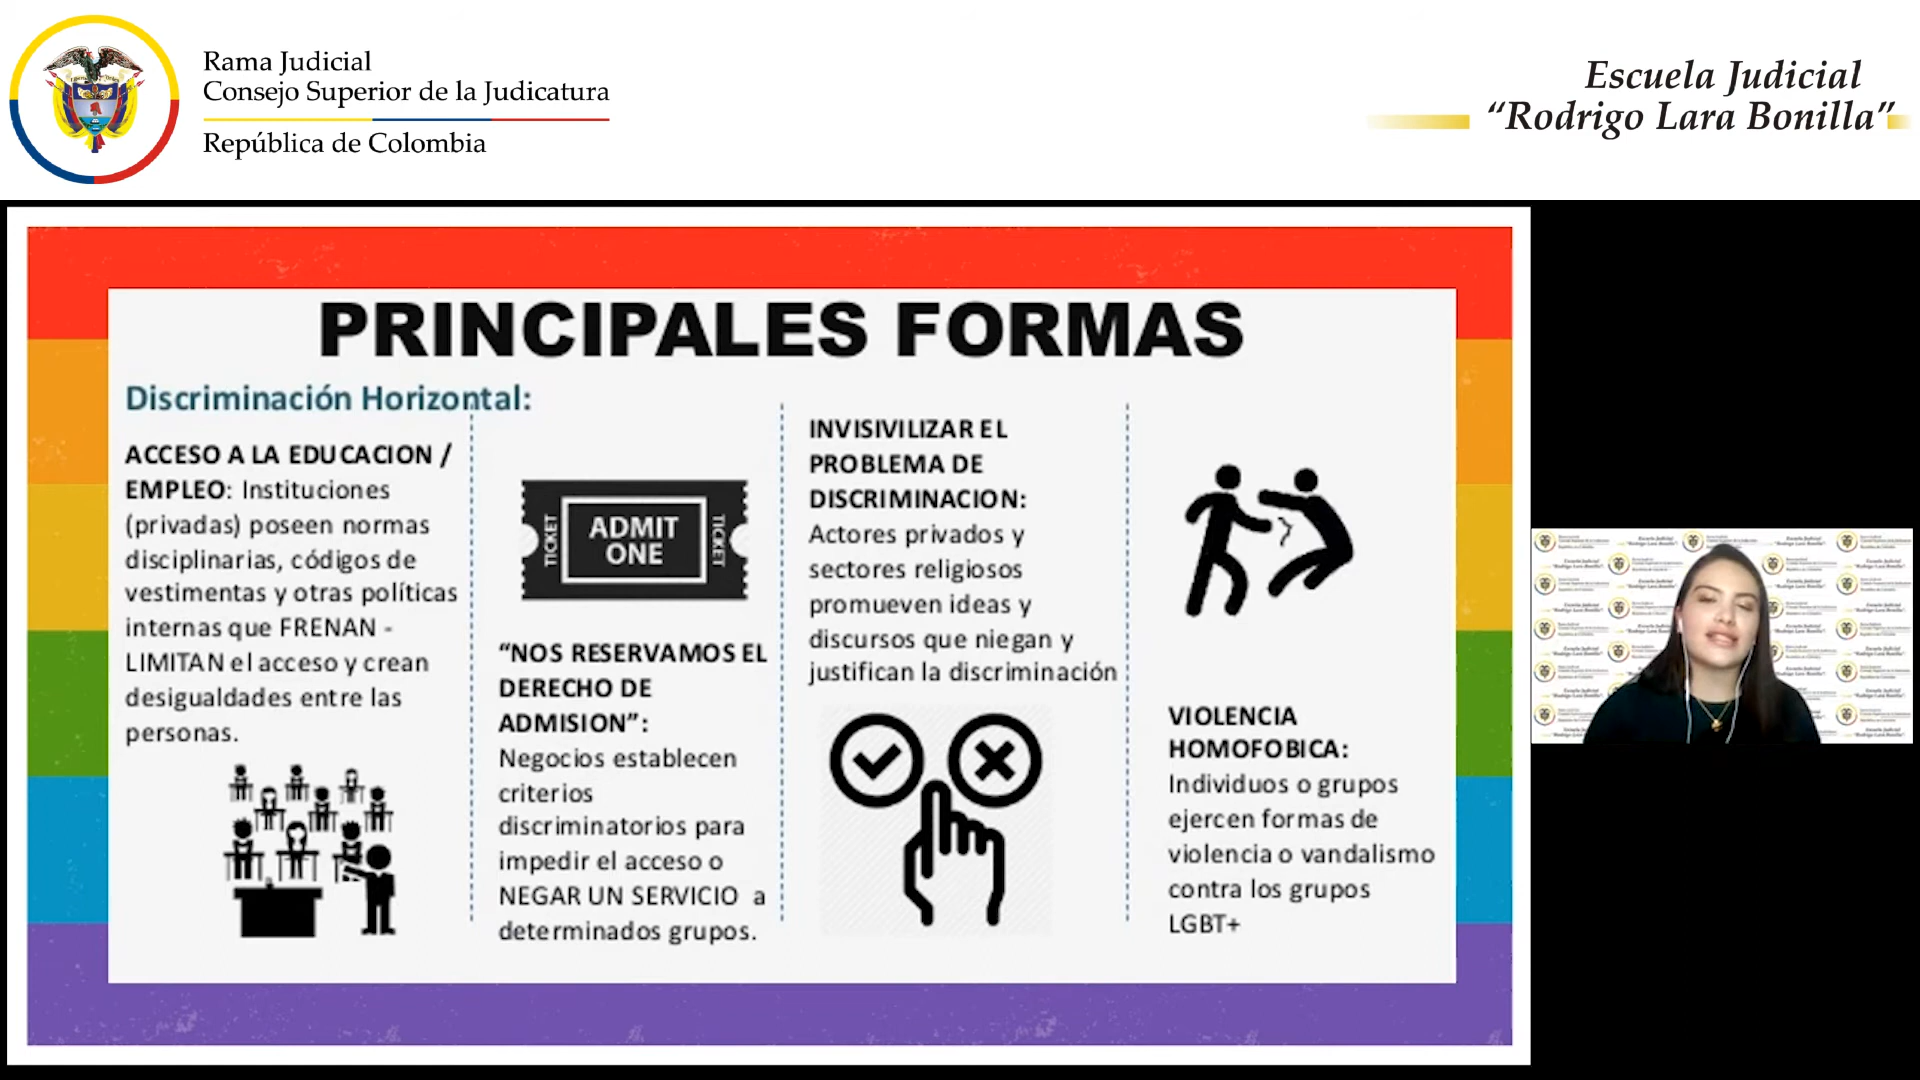 Rama Judicial
Consejo Superior de la Judicatura
República de Colombia
Escuela Judicial
“Rodrigo Lara Bonilla”
PRINCIPALES FORMAS
Discriminación Horizontal:
ACCESO A LA EDUCACION /
EMPLEO: Instituciones
(privadas) poseen normas
disciplinarias, códigos de
vestimentas y otras políticas
internas que FRENAN -
LIMITAN el acceso y crean
desigualdades entre las
personas.
TICKET
ADMIT
ONE
TICKET
“NOS RESERVAMOS EL
DERECHO DE
ADMISION”:
Negocios establecen
criterios
discriminatorios para
impedir el acceso o
NEGAR UN SERVICIO a
determinados grupos.
INVISIVILIZAR EL
PROBLEMA DE
DISCRIMINACION:
Actores privados y
sectores religiosos
promueven ideas y
discursos que niegan y
justifican la discriminación
VIOLENCIA
HOMOFOBICA:
Individuos o grupos
ejercen formas de
violencia o vandalismo
contra los grupos
LGBT+